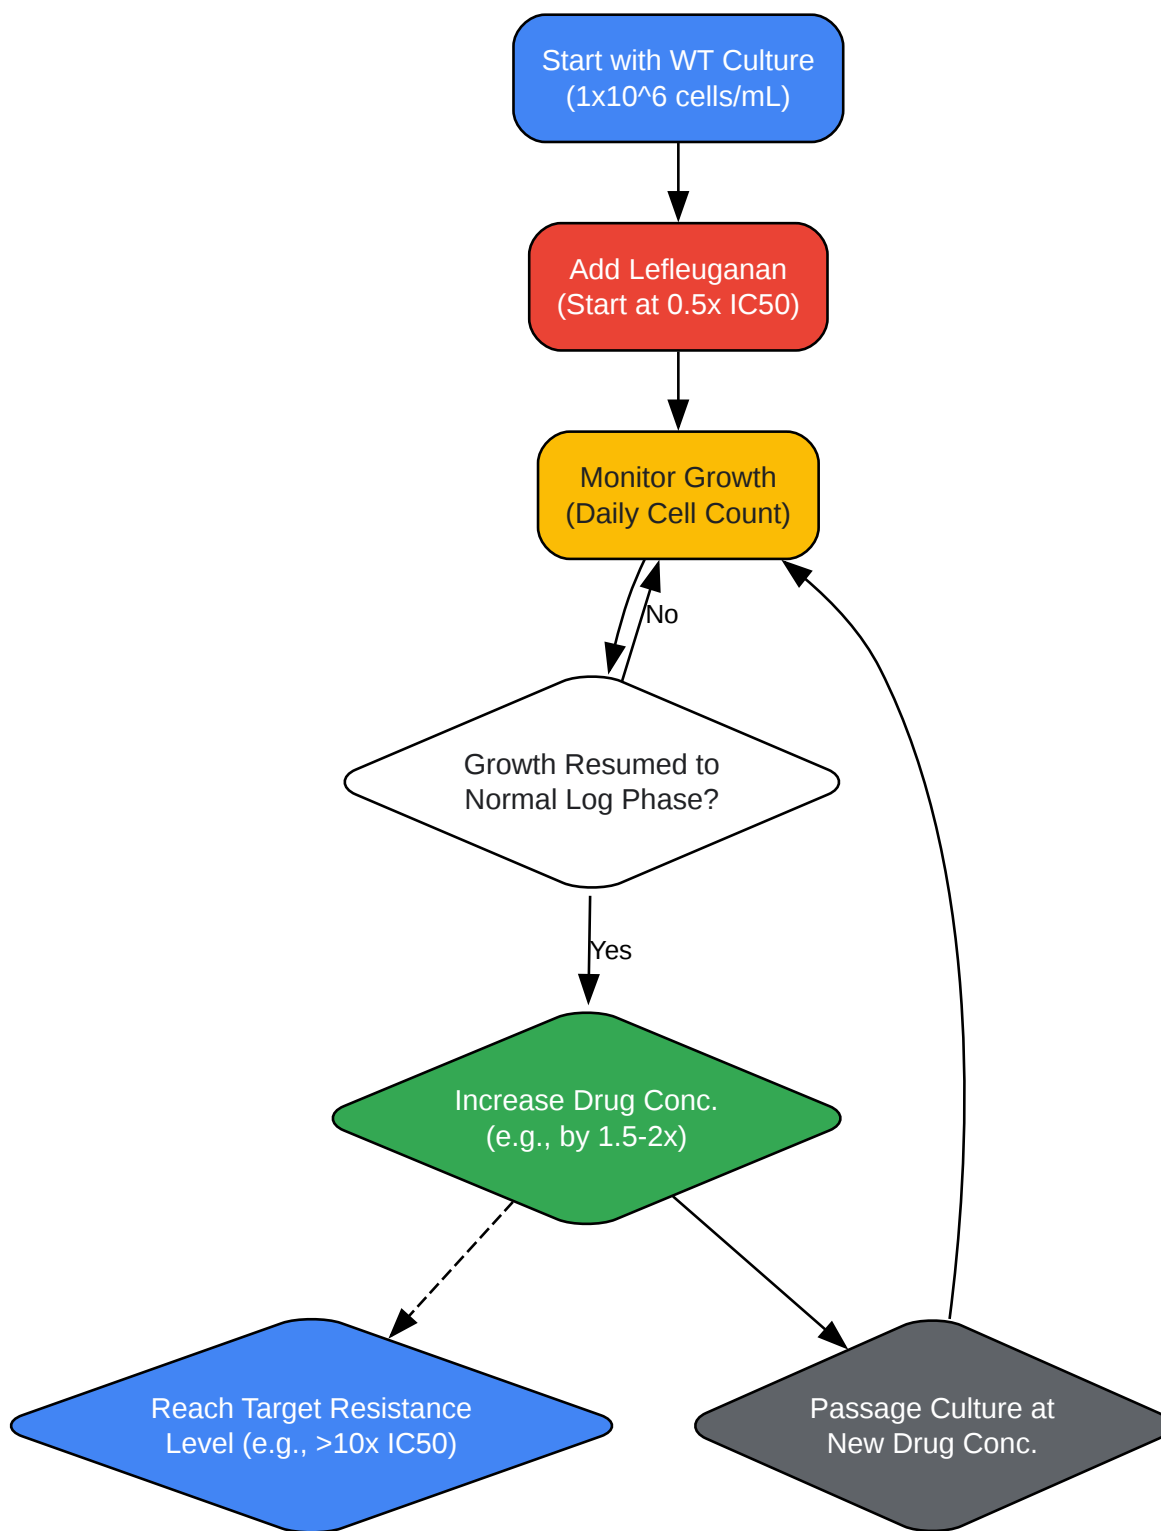 Start with WT Culture
(1x10^6 cells/mL)
Add Lefleuganan
(Start at 0.5x IC50)
Monitor Growth
(Daily Cell Count)
No
Growth Resumed to
Normal Log Phase?
Yes
Increase Drug Conc.
(e.g., by 1.5-2x)
Reach Target Resistance
Level (e.g., >10x IC50)
Passage Culture at
New Drug Conc.